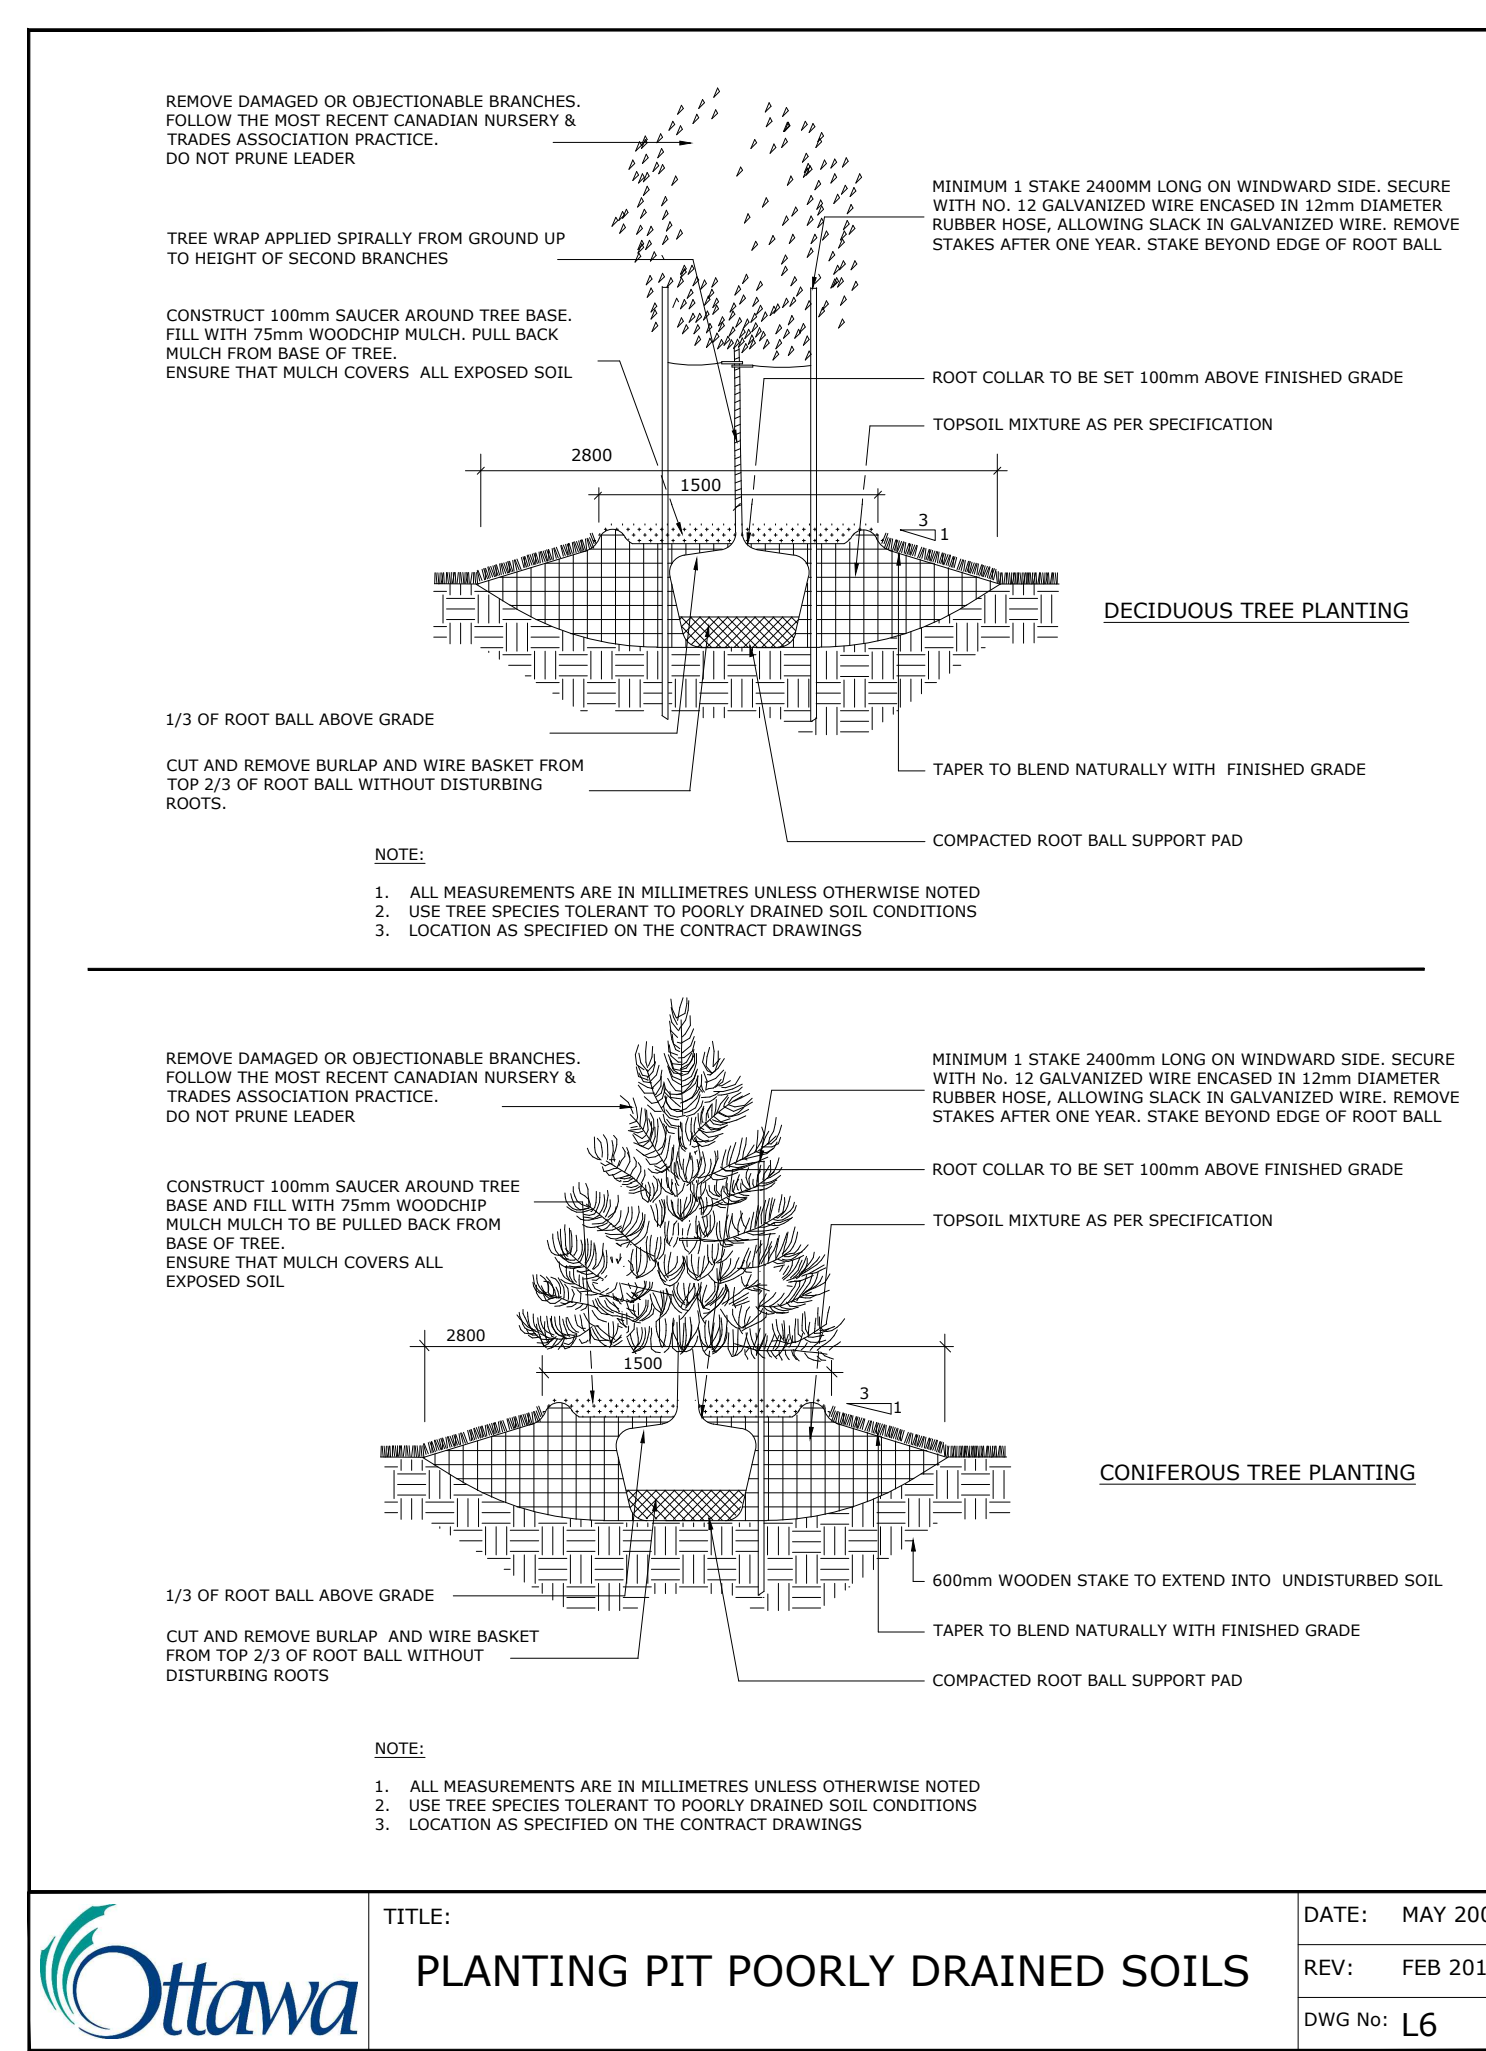 REMOVE DAMAGED OR OBJECTIONABLE BRANCHES.
FOLLOW THE MOST RECENT CANADIAN NURSERY &
TRADES ASSOCIATION PRACTICE.
DO NOT PRUNE LEADER
MINIMUM 1 STAKE 2400MM LONG ON WINDWARD SIDE. SECURE
WITH NO. 12 GALVANIZED WIRE ENCASED IN 12mm DIAMETER
RUBBER HOSE, ALLOWING SLACK IN GALVANIZED WIRE. REMOVE
STAKES AFTER ONE YEAR. STAKE BEYOND EDGE OF ROOT BALL
TREE WRAP APPLIED SPIRALLY FROM GROUND UP
TO HEIGHT OF SECOND BRANCHES
CONSTRUCT 100mm SAUCER AROUND TREE BASE.
FILL WITH 75mm WOODCHIP MULCH. PULL BACK
MULCH FROM BASE OF TREE.
ENSURE THAT MULCH COVERS ALL EXPOSED SOIL
ROOT COLLAR TO BE SET 100mm ABOVE FINISHED GRADE
TOPSOIL MIXTURE AS PER SPECIFICATION
2800
1500
3
1
DECIDUOUS TREE PLANTING
1/3 OF ROOT BALL ABOVE GRADE
CUT AND REMOVE BURLAP AND WIRE BASKET FROM
TOP 2/3 OF ROOT BALL WITHOUT DISTURBING
ROOTS.
TAPER TO BLEND NATURALLY WITH FINISHED GRADE
COMPACTED ROOT BALL SUPPORT PAD
NOTE:
1. ALL MEASUREMENTS ARE IN MILLIMETRES UNLESS OTHERWISE NOTED
2. USE TREE SPECIES TOLERANT TO POORLY DRAINED SOIL CONDITIONS
3. LOCATION AS SPECIFIED ON THE CONTRACT DRAWINGS
REMOVE DAMAGED OR OBJECTIONABLE BRANCHES.
FOLLOW THE MOST RECENT CANADIAN NURSERY &
TRADES ASSOCIATION PRACTICE.
DO NOT PRUNE LEADER
MINIMUM 1 STAKE 2400mm LONG ON WINDWARD SIDE. SECURE
WITH No. 12 GALVANIZED WIRE ENCASED IN 12mm DIAMETER
RUBBER HOSE, ALLOWING SLACK IN GALVANIZED WIRE. REMOVE
STAKES AFTER ONE YEAR. STAKE BEYOND EDGE OF ROOT BALL
ROOT COLLAR TO BE SET 100mm ABOVE FINISHED GRADE
CONSTRUCT 100mm SAUCER AROUND TREE
BASE AND FILL WITH 75mm WOODCHIP
MULCH MULCH TO BE PULLED BACK FROM
BASE OF TREE.
ENSURE THAT MULCH COVERS ALL
EXPOSED SOIL
TOPSOIL MIXTURE AS PER SPECIFICATION
2800
1500
3
1
CONIFEROUS TREE PLANTING
600mm WOODEN STAKE TO EXTEND INTO UNDISTURBED SOIL
1/3 OF ROOT BALL ABOVE GRADE
TAPER TO BLEND NATURALLY WITH FINISHED GRADE
CUT AND REMOVE BURLAP AND WIRE BASKET
FROM TOP 2/3 OF ROOT BALL WITHOUT
DISTURBING ROOTS
COMPACTED ROOT BALL SUPPORT PAD
NOTE:
1. ALL MEASUREMENTS ARE IN MILLIMETRES UNLESS OTHERWISE NOTED
2. USE TREE SPECIES TOLERANT TO POORLY DRAINED SOIL CONDITIONS
3. LOCATION AS SPECIFIED ON THE CONTRACT DRAWINGS
Ottawa
TITLE:
PLANTING PIT POORLY DRAINED SOILS
DATE: MAY
REV: FEB
DWG No: L6